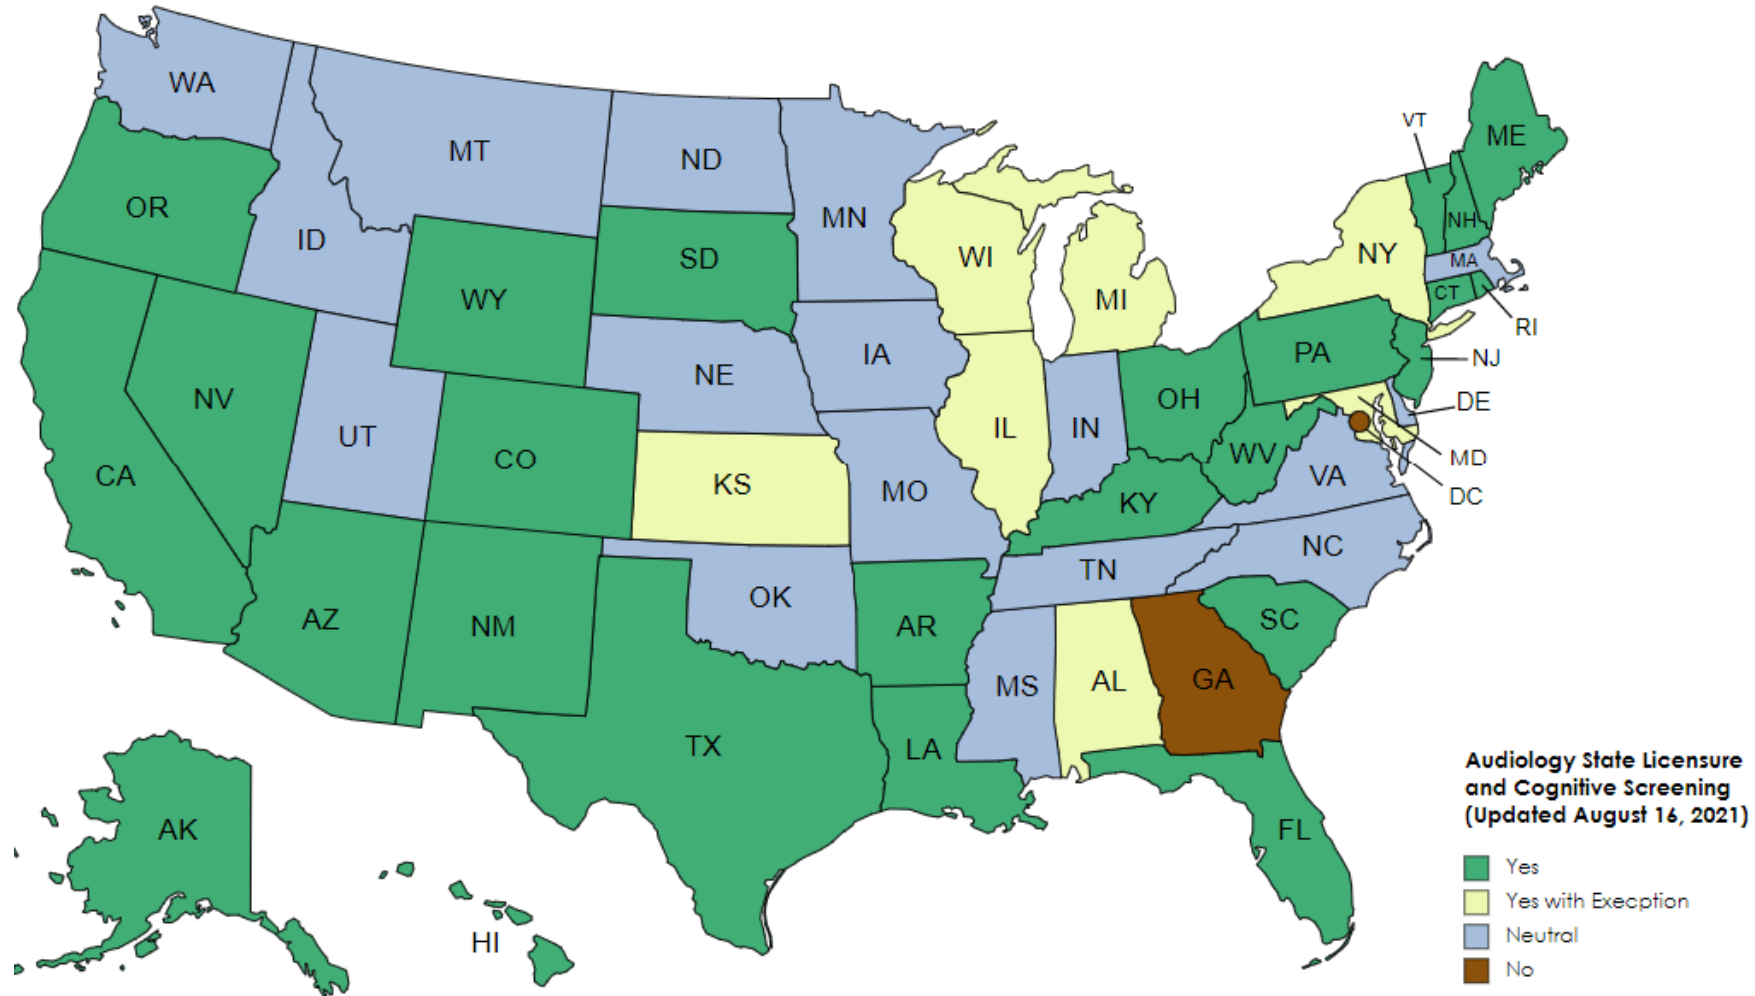 WA
MT
ND
MN
OR
ID
SD
WI
WY
MI
NE
IA
NV
UT
CO
CA
KS
IL
IN
OH
MO
KY
WV
VA
PA
NY
VT
NH
ME
MA
CT
RI
NJ
DE
MD
DC
NC
TN
OK
AZ
NM
AR
SC
MS
AL
GA
TX
LA
FL
AK
HI
Audiology State Licensure
and Cognitive Screening
(Updated August 16, 2021)
Yes
Yes with Execption
Neutral
No